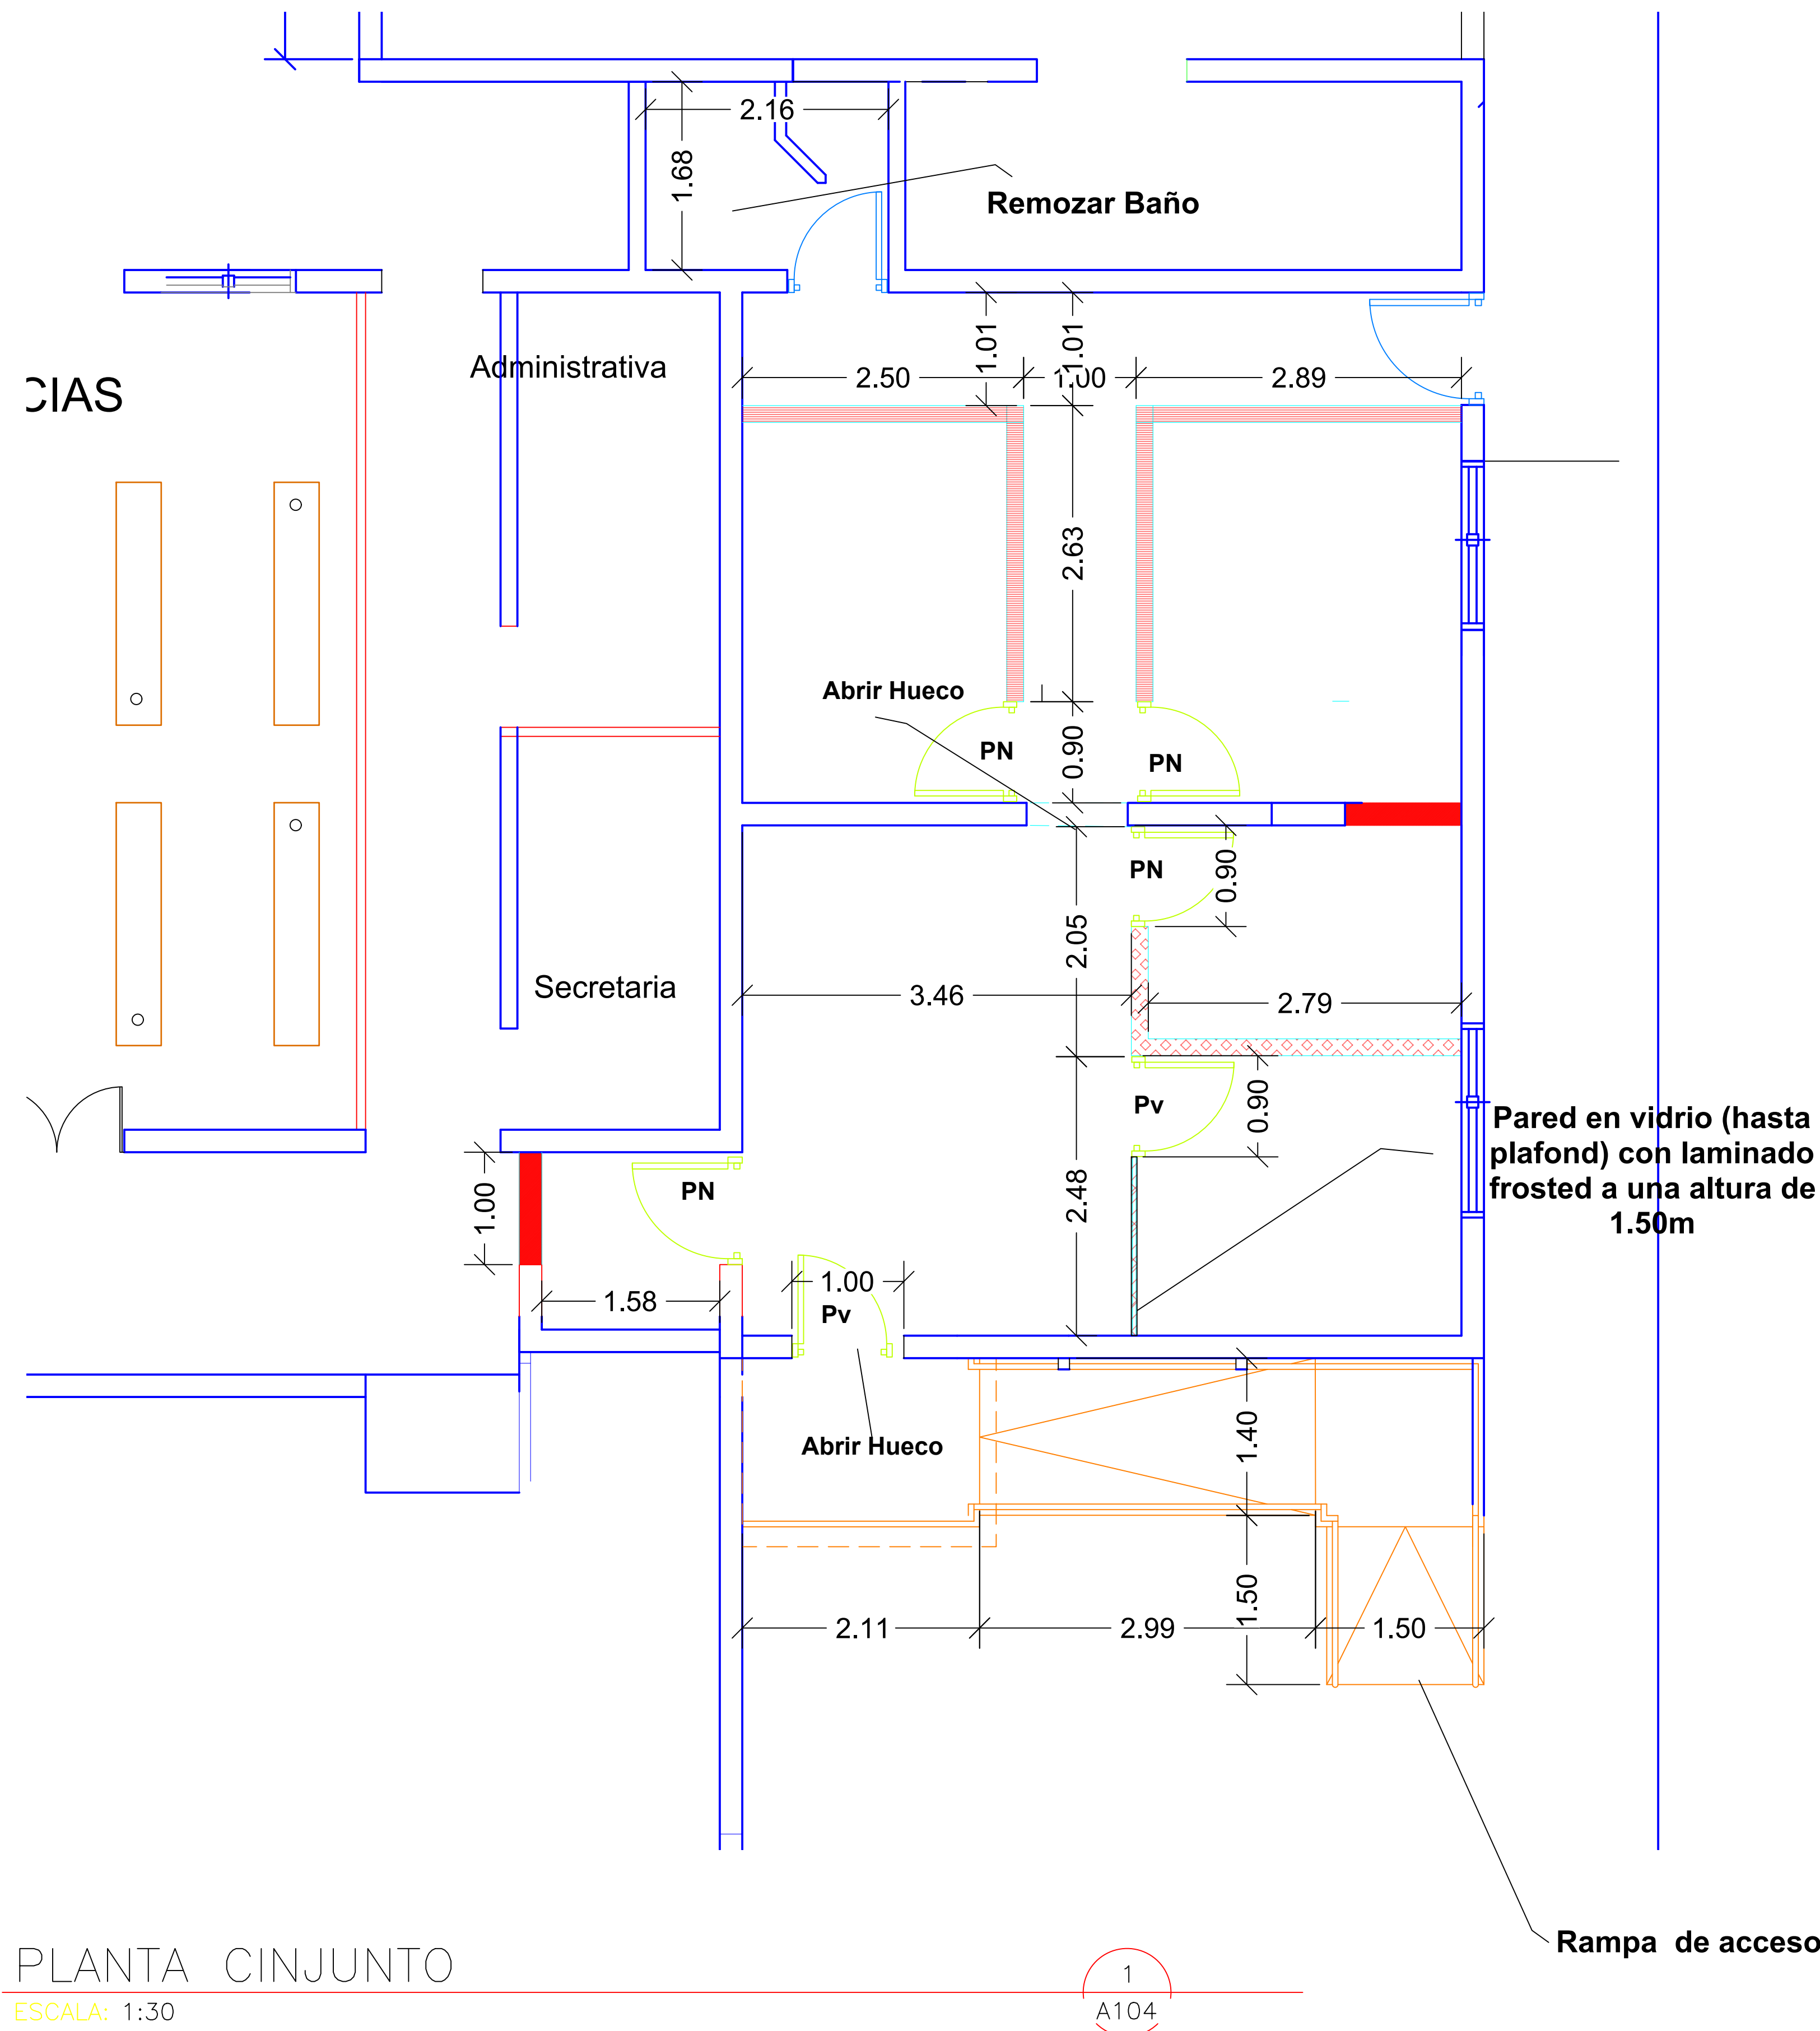 2.16
1.68
Remozar Baño
1.01
1.01
Administrativa
2.50
1.00
2.89
CIAS
2.63
Abrir Hueco
0.90
PN
PN
PN
0.90
2.05
Secretaria
3.46
2.79
Pv
0.90
Pared en vidrio (hasta
plafond) con laminado
frosted a una altura de
1.50m
1.00
PN
2.48
1.58
1.00
Pv
Abrir Hueco
1.40
1.50
2.11
2.99
1.50
Rampa de acceso
PLANTA CINJUNTO
1
ESCALA: 1:30
A104